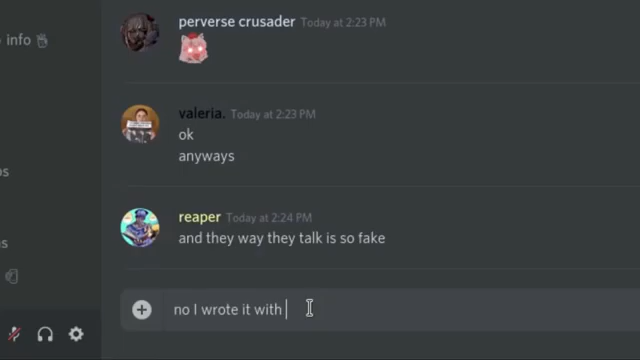 perverse crusader Today at 2:23 PM
info
valeria. Today at 2:23 PM
ok
anyways
reaper Today at 2:24 PM
and they way they talk is so fake
no I wrote it with